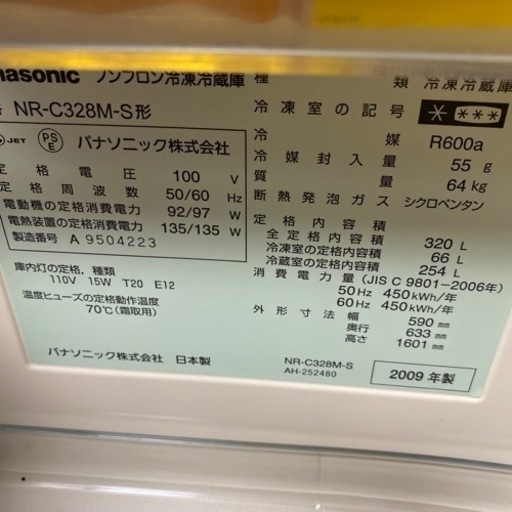 Panasonic ノンフロン冷凍冷蔵庫
NR-C328M-S形
JET PSE パナソニック株式会社
定格電圧 100 V
定格周波数 50/60 Hz
電動機の定格消費電力 92/97 W
電熱装置の定格消費電力 135/135 W
製造番号 A 9504223
庫内灯の定格、種類
110V 15W T20 E12
温度ヒューズの定格動作温度
70℃(霜取用)
パナソニック株式会社 日本製
種類 冷凍冷蔵庫
冷凍室の記号 * ***
冷媒 R600a
冷媒封入量 55 g
質量 64 kg
断熱発泡ガス シクロペンタン
定格内容積
全定格内容積 320 L
冷凍室の定格内容積 66 L
冷蔵室の定格内容積 254 L
消費電力量(JIS C 9801-2006年)
50Hz 450kWh/年
60Hz 450kWh/年
外形寸法 幅 590 mm
奥行 633 mm
高さ 1601 mm
NR-C328M-S
AH-252480
2009年製